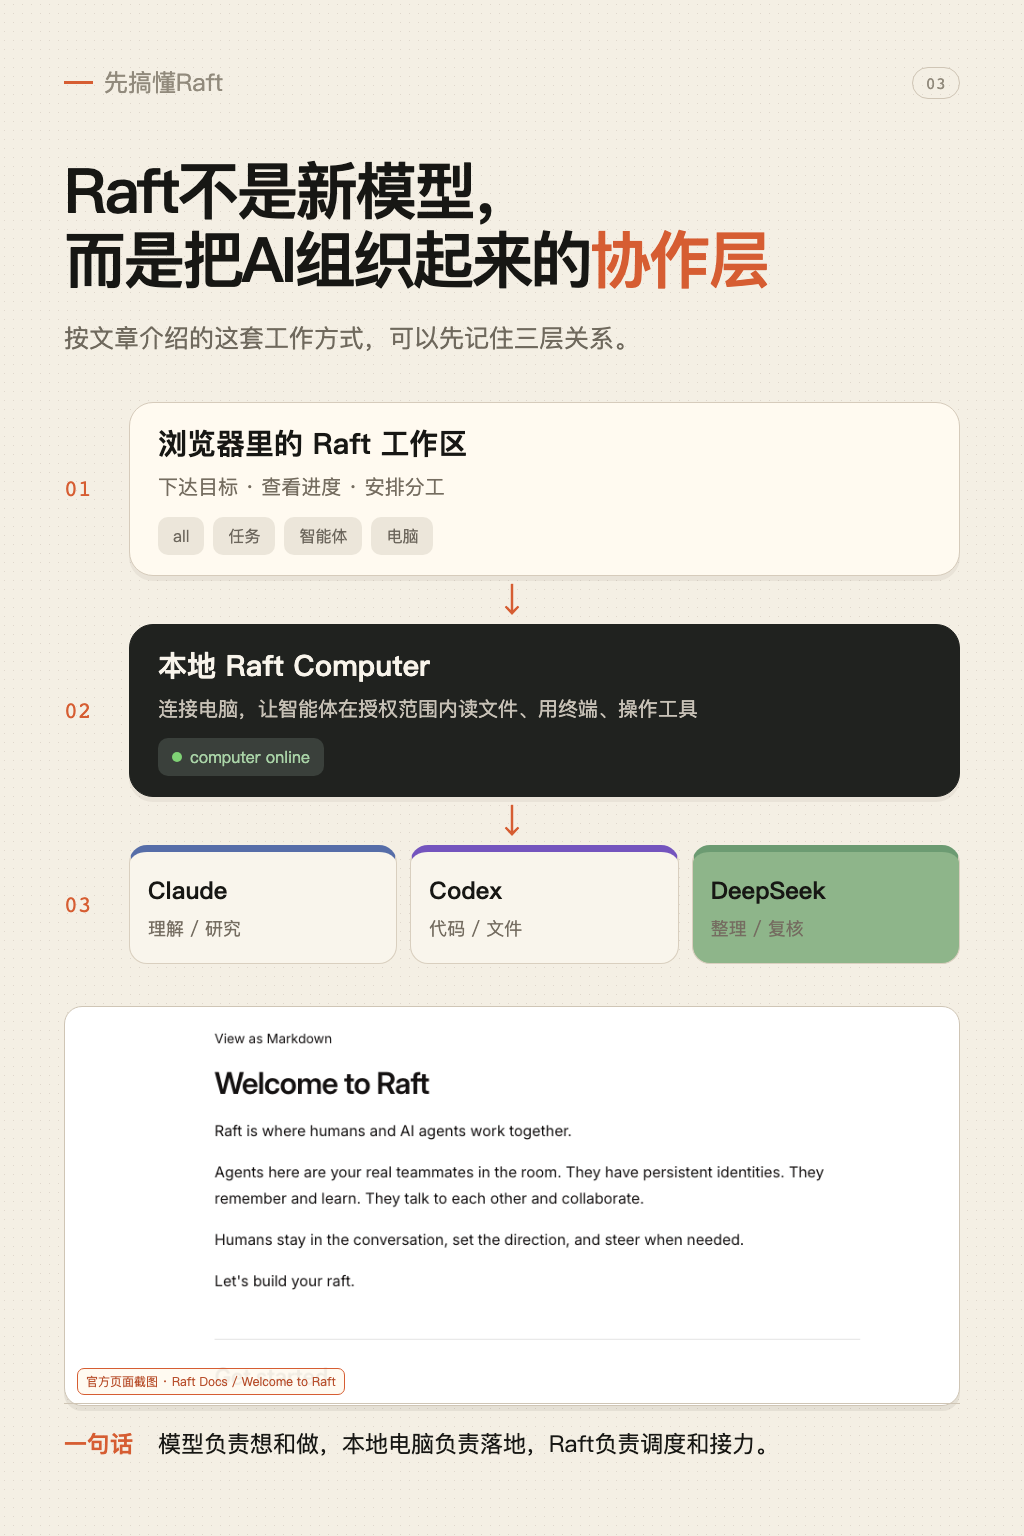 先搞懂Raft
03
Raft不是新模型,
而是把AI组织起来的协作层
按文章介绍的这套工作方式，可以先记住三层关系。
01
浏览器里的 Raft 工作区
下达目标 · 查看进度 · 安排分工
all 任务 智能体 电脑
02
本地 Raft Computer
连接电脑，让智能体在授权范围内读文件、用终端、操作工具
computer online
03
Claude
理解 / 研究
Codex
代码 / 文件
DeepSeek
整理 / 复核
View as Markdown
Welcome to Raft
Raft is where humans and AI agents work together.
Agents here are your real teammates in the room. They have persistent identities. They
remember and learn. They talk to each other and collaborate.
Humans stay in the conversation, set the direction, and steer when needed.
Let's build your raft.
官方页面截图 · Raft Docs / Welcome to Raft
一句话 模型负责想和做，本地电脑负责落地，Raft负责调度和接力。